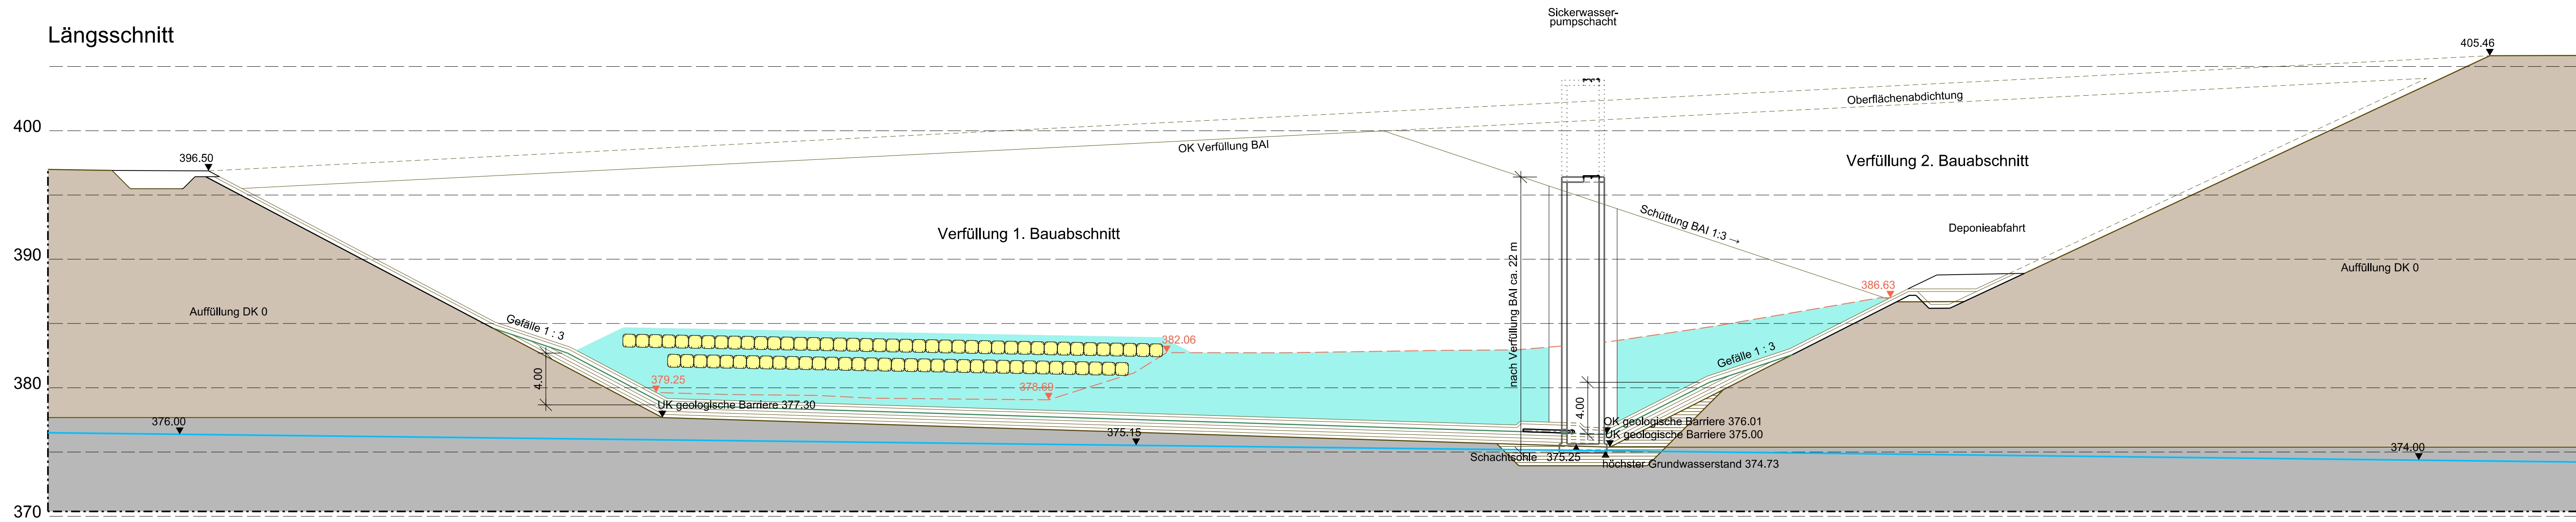 Sickerwasser-
pumpschacht
Längsschnitt
405.46
Oberflächenabdichtung
400
OK Verfüllung BAI
396.50
Verfüllung 2. Bauabschnitt
Schüttung BAI 1:3 →
Deponieabfahrt
Verfüllung 1. Bauabschnitt
390
nach Verfüllung BAI ca. 22 m
Auffüllung DK 0
386.63
Auffüllung DK 0
Gefälle 1 : 3
382.06
Gefälle 1 : 3
380
4.00
379.25
378.69
4.00
UK geologische Barriere 377.30
376.00
OK geologische Barriere 376.01
375.15
UK geologische Barriere 375.00
374.00
Schachtsohle 375.25
höchster Grundwasserstand 374.73
370